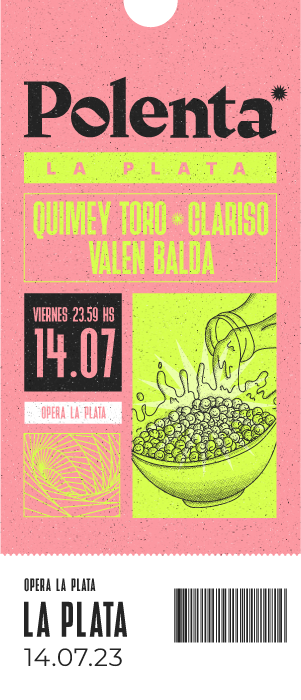 Polenta*
LA PLATA
QUIMEY TORO * CLARISO
VALEN BALDA
VIERNES 23.59 HS
14.07
OPERA LA PLATA
OPERA LA PLATA
LA PLATA
14.07.23